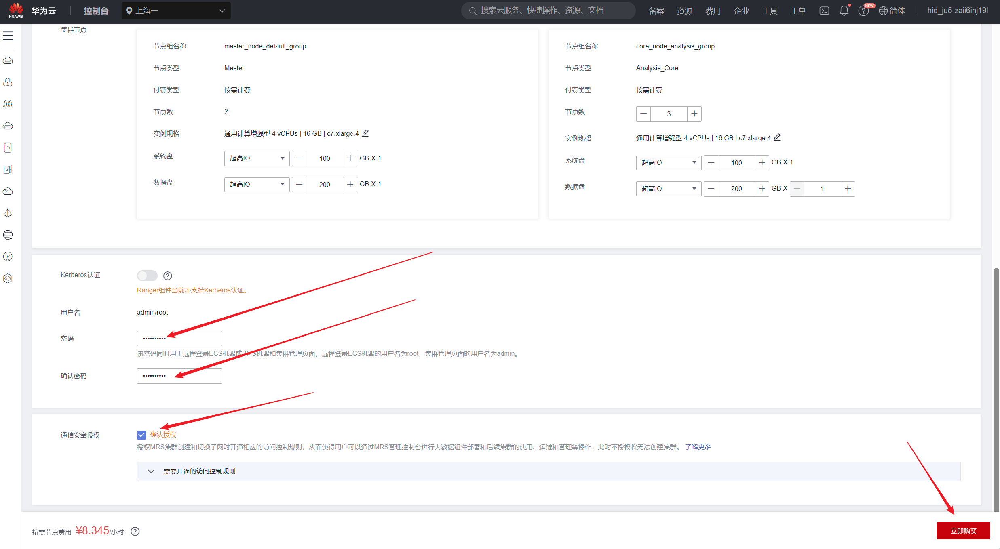 HUAWEI
华为云
控制台
上海一
搜索云服务、快捷操作、资源、文档
备案
资源
费用
企业
工具
工单
NEW
简体
hid_ju5-zaii6ihj19l
集群节点
节点组名称 master_node_default_group
节点类型 Master
付费类型 按需计费
节点数 2
实例规格 通用计算增强型 4 vCPUs | 16 GB | c7.xlarge.4
系统盘 超高IO 100 GB X 1
数据盘 超高IO 200 GB X 1
节点组名称 core_node_analysis_group
节点类型 Analysis_Core
付费类型 按需计费
节点数 3
实例规格 通用计算增强型 4 vCPUs | 16 GB | c7.xlarge.4
系统盘 超高IO 100 GB X 1
数据盘 超高IO 200 GB X 1
Kerberos认证
Ranger组件当前不支持Kerberos认证。
用户名 admin/root
密码 ••••••••••
该密码同时用于远程登录ECS机器或BMS机器和集群管理页面。远程登录ECS机器的用户名为root，集群管理页面的用户名为admin。
确认密码 ••••••••••
通信安全授权 确认授权
授权MRS集群创建和切换子网时开通相应的访问控制规则，从而使得用户可以通过MRS管理控制台进行大数据组件部署和后续集群的使用、运维和管理等操作，此时不授权将无法创建集群。 了解更多
需要开通的访问控制规则
按需节点费用 ¥8.345/小时
立即购买
IP
W